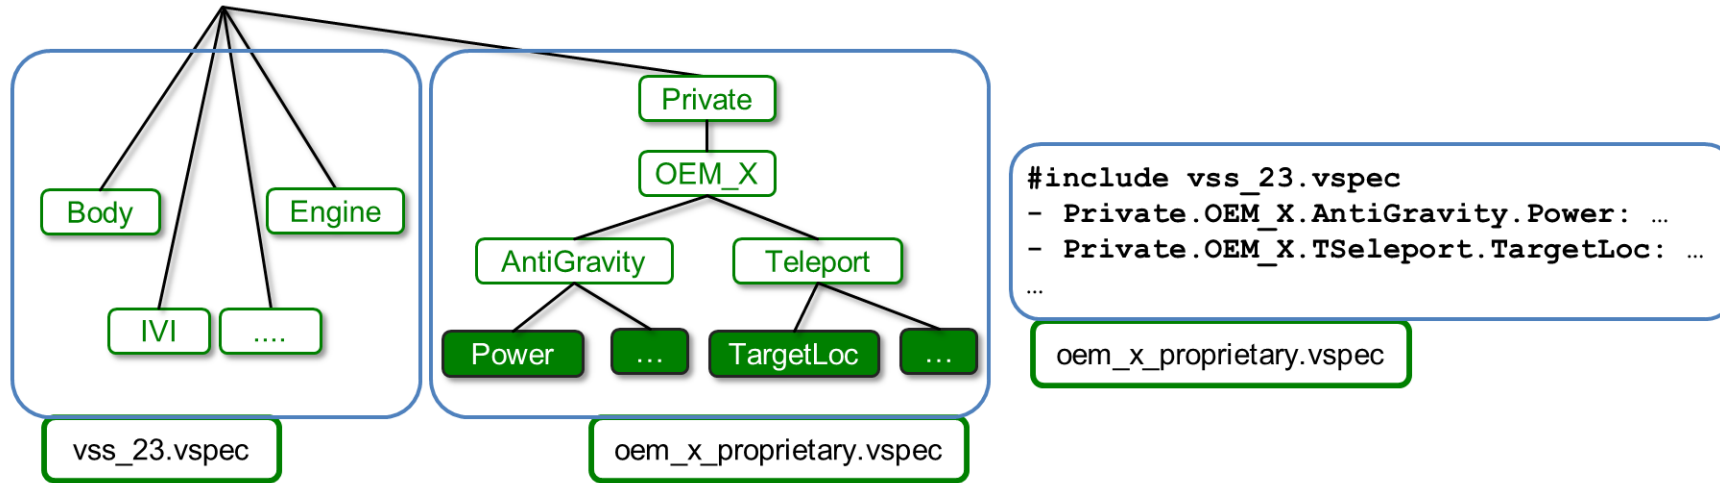 Private
OEM_X
Body
Engine
AntiGravity
Teleport
IVI
....
Power
...
TargetLoc
...
vss_23.vspec
oem_x_proprietary.vspec
#include vss_23.vspec
- Private.OEM_X.AntiGravity.Power: ...
- Private.OEM_X.TSeleport.TargetLoc: ...
...
oem_x_proprietary.vspec